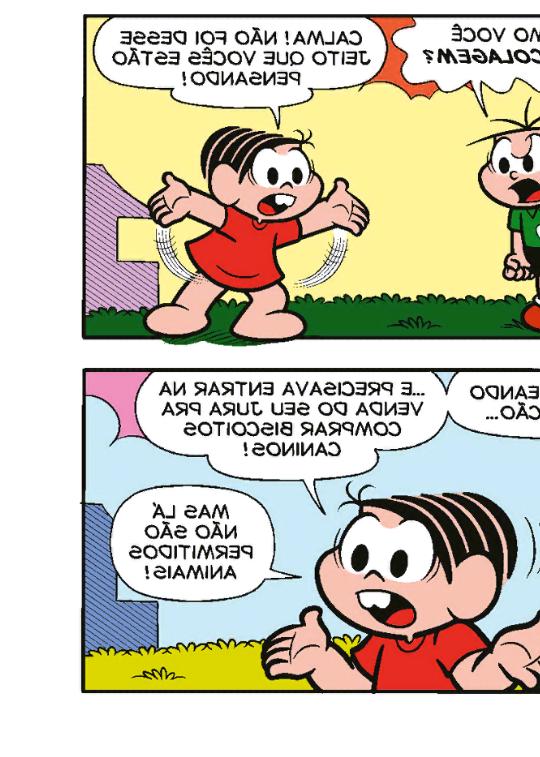 MO VOCÊ
COLAGEM?
CALMA! NÃO FOI DESSE
JEITO QUE VOCÊS ESTÃO
PENSANDO!
EANDO
ÇÃO...
...E PRECISAVA ENTRAR NA
VENDA DO SEU JURA PRA
COMPRAR BISCOITOS
CANINOS!
MAS LÁ
NÃO SÃO
PERMITIDOS
ANIMAIS!